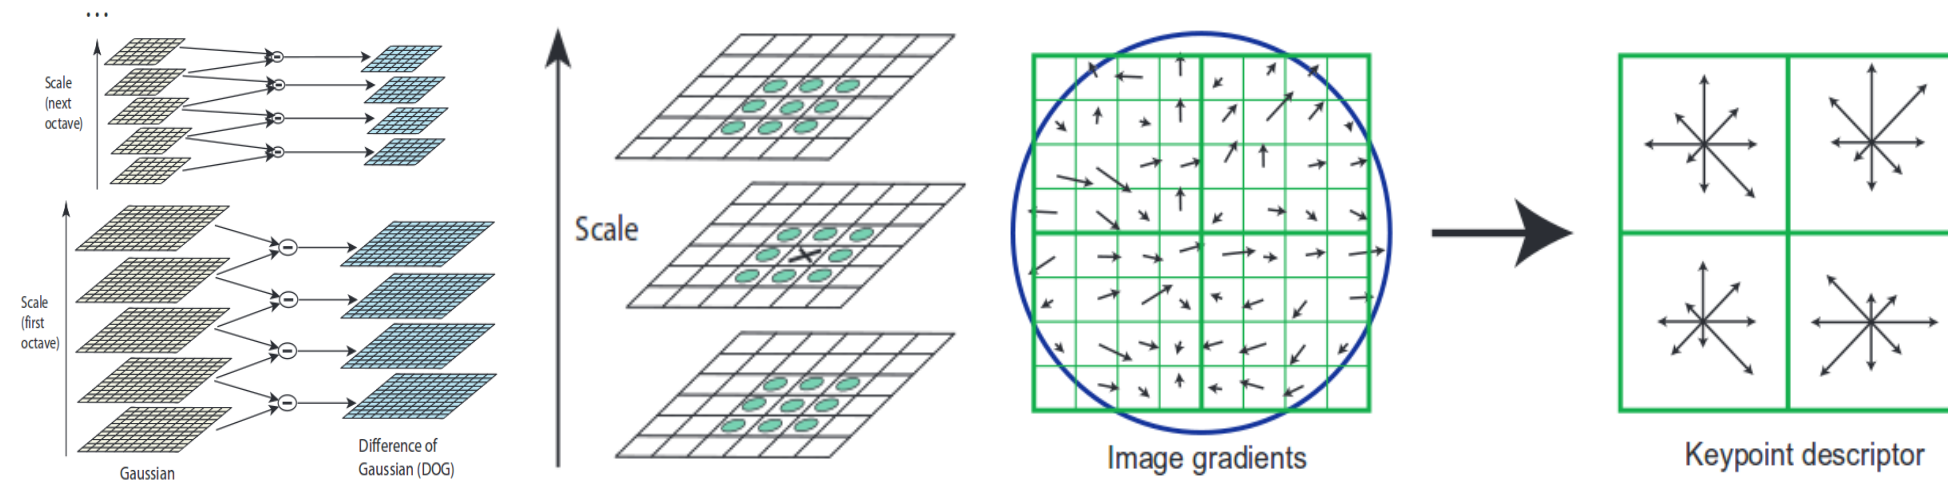 ...
Scale
(next
octave)
Scale
(first
octave)
Gaussian
Difference of
Gaussian (DOG)
Scale
Image gradients
Keypoint descriptor